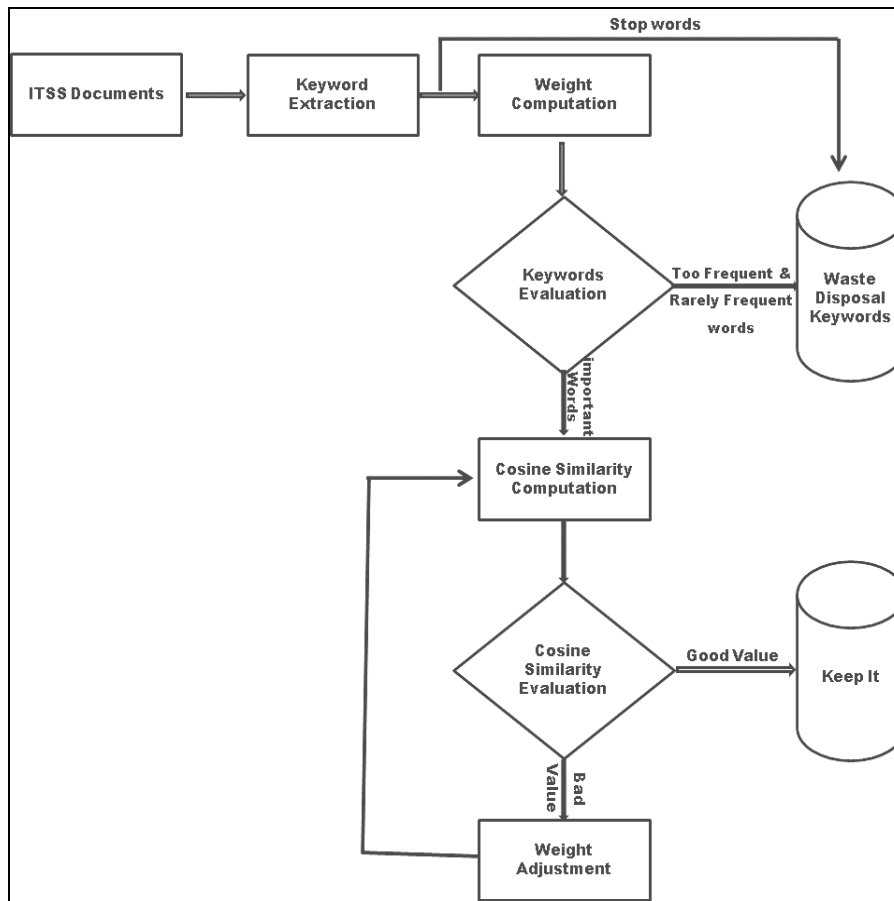 Stop words
ITSS Documents
Keyword
Extraction
Weight
Computation
Keywords
Evaluation
Too Frequent &
Rarely Frequent
words
Waste
Disposal
Keywords
important
Words
Cosine Similarity
Computation
Cosine
Similarity
Evaluation
Good Value
Keep It
Bad
Value
Weight
Adjustment